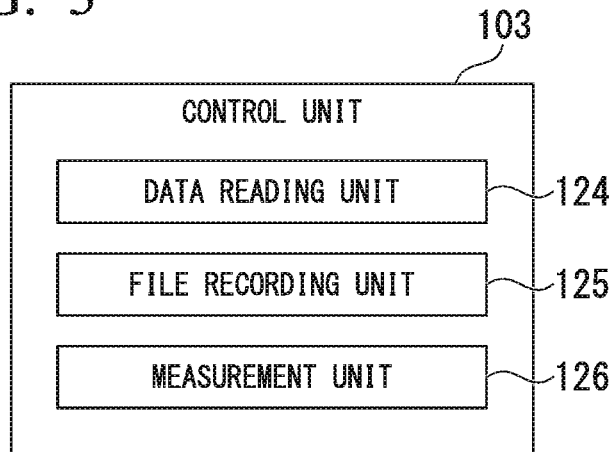 103
CONTROL UNIT
DATA READING UNIT 124
FILE RECORDING UNIT 125
MEASUREMENT UNIT 126